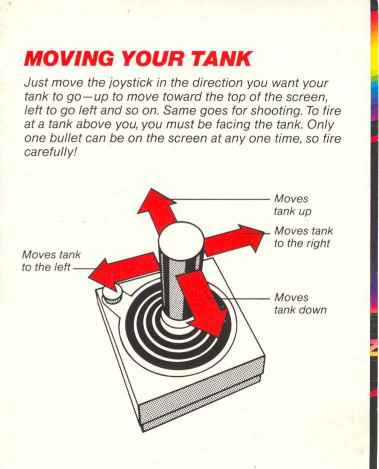 MOVING YOUR TANK
Just move the joystick in the direction you want your
tank to go—up to move toward the top of the screen,
left to go left and so on. Same goes for shooting. To fire
at a tank above you, you must be facing the tank. Only
one bullet can be on the screen at any one time, so fire
carefully!
Moves
tank up
Moves tank
to the right
Moves tank
to the left
Moves
tank down